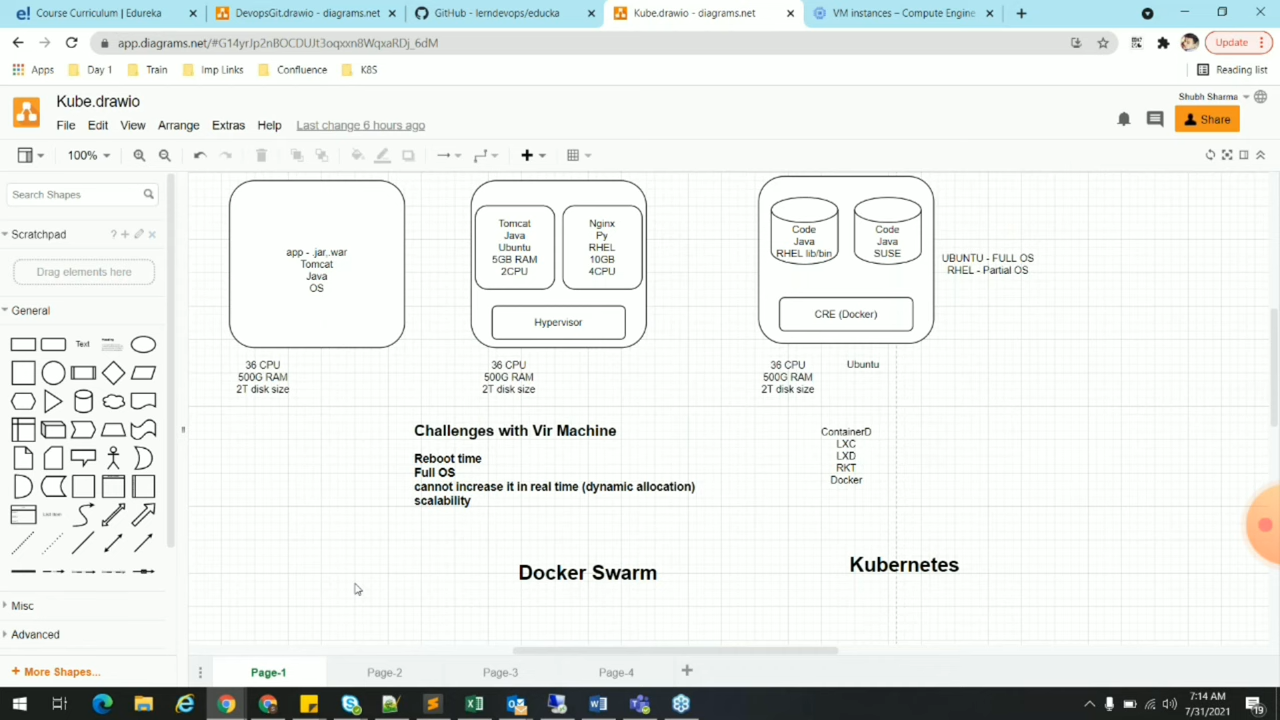 Course Curriculum | Edureka
DevopsGit.drawio - diagrams.net
GitHub - lerndevops/educka
Kube.drawio - diagrams.net
VM instances – Compute Engine
app.diagrams.net/#G14yrJp2nBOCDUJt3oqxxn8WqxaRDj_6dM
Update
Apps
Day 1
Train
Imp Links
Confluence
K8S
Reading list
Kube.drawio
Shubh Sharma
File
Edit
View
Arrange
Extras
Help
Last change 6 hours ago
Share
100%
Search Shapes
Scratchpad
Drag elements here
General
Text
Misc
Advanced
+ More Shapes...
app - .jar,.war
Tomcat
Java
OS
36 CPU
500G RAM
2T disk size
Tomcat
Java
Ubuntu
5GB RAM
2CPU
Nginx
Py
RHEL
10GB
4CPU
Hypervisor
36 CPU
500G RAM
2T disk size
Code
Java
RHEL lib/bin
Code
Java
SUSE
UBUNTU - FULL OS
RHEL - Partial OS
CRE (Docker)
36 CPU
500G RAM
2T disk size
Ubuntu
Challenges with Vir Machine
Reboot time
Full OS
cannot increase it in real time (dynamic allocation)
scalability
ContainerD
LXC
LXD
RKT
Docker
Docker Swarm
Kubernetes
Page-1
Page-2
Page-3
Page-4
7:14 AM
7/31/2021
19